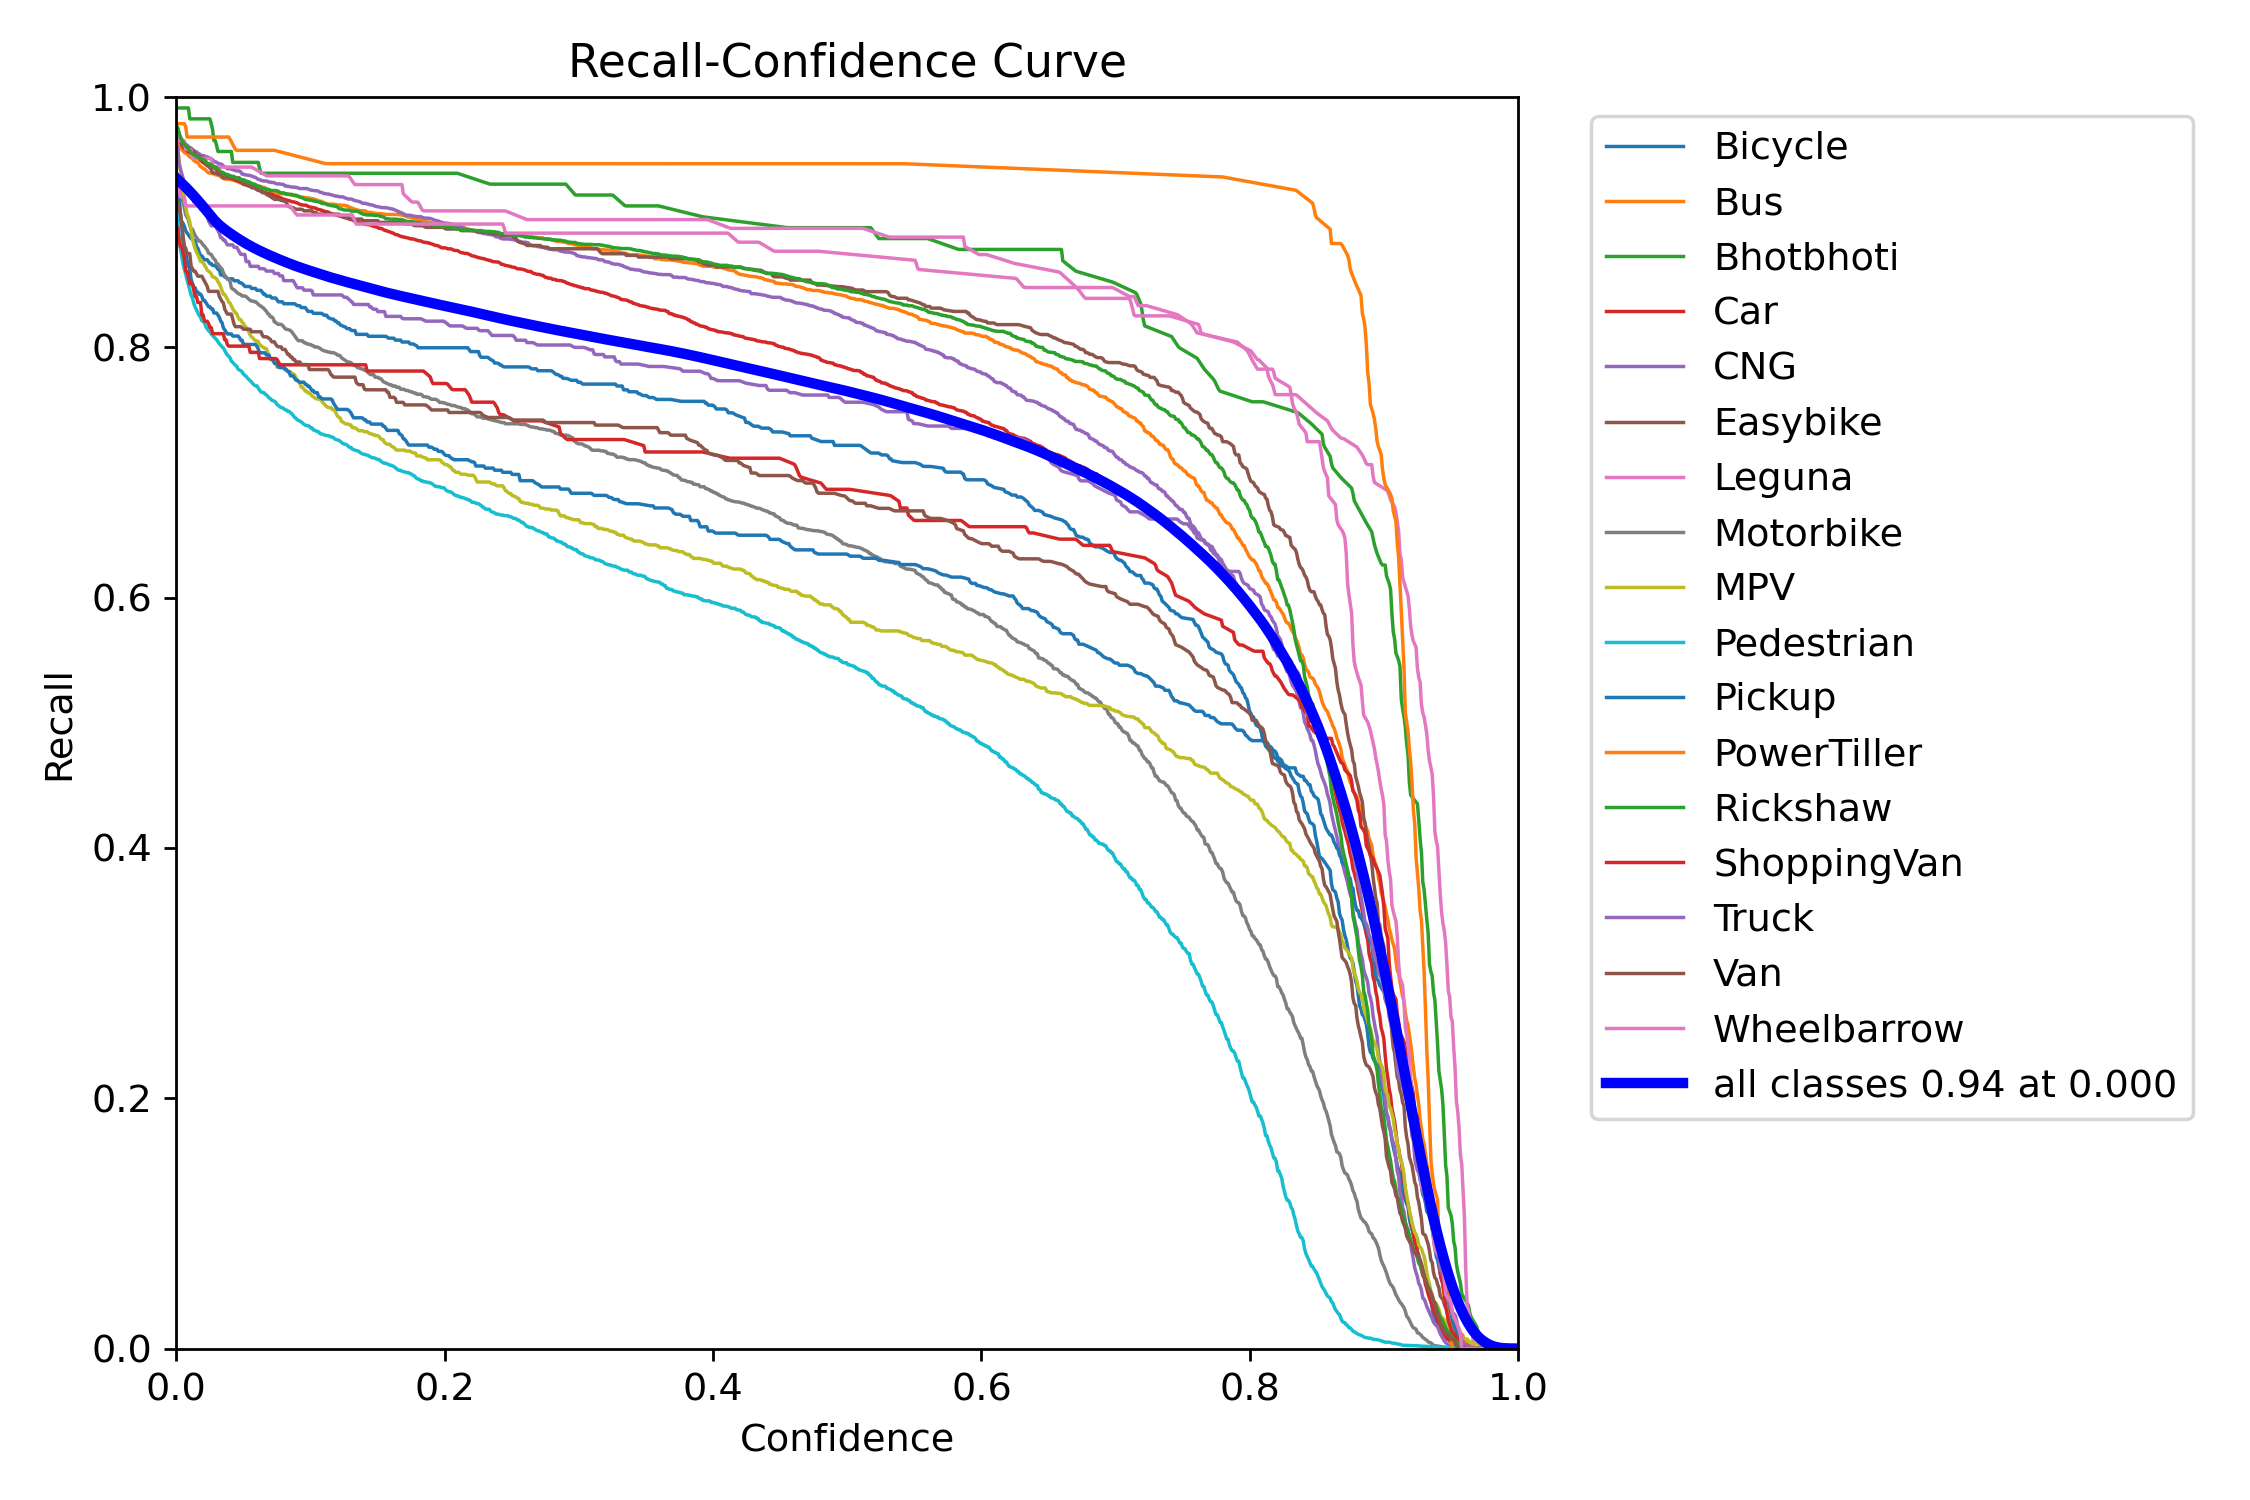 Recall-Confidence Curve
1.0
0.8
0.6
0.4
0.2
0.0
Recall
0.0 0.2 0.4 0.6 0.8 1.0
Confidence
Bicycle
Bus
Bhotbhoti
Car
CNG
Easybike
Leguna
Motorbike
MPV
Pedestrian
Pickup
PowerTiller
Rickshaw
ShoppingVan
Truck
Van
Wheelbarrow
all classes 0.94 at 0.000